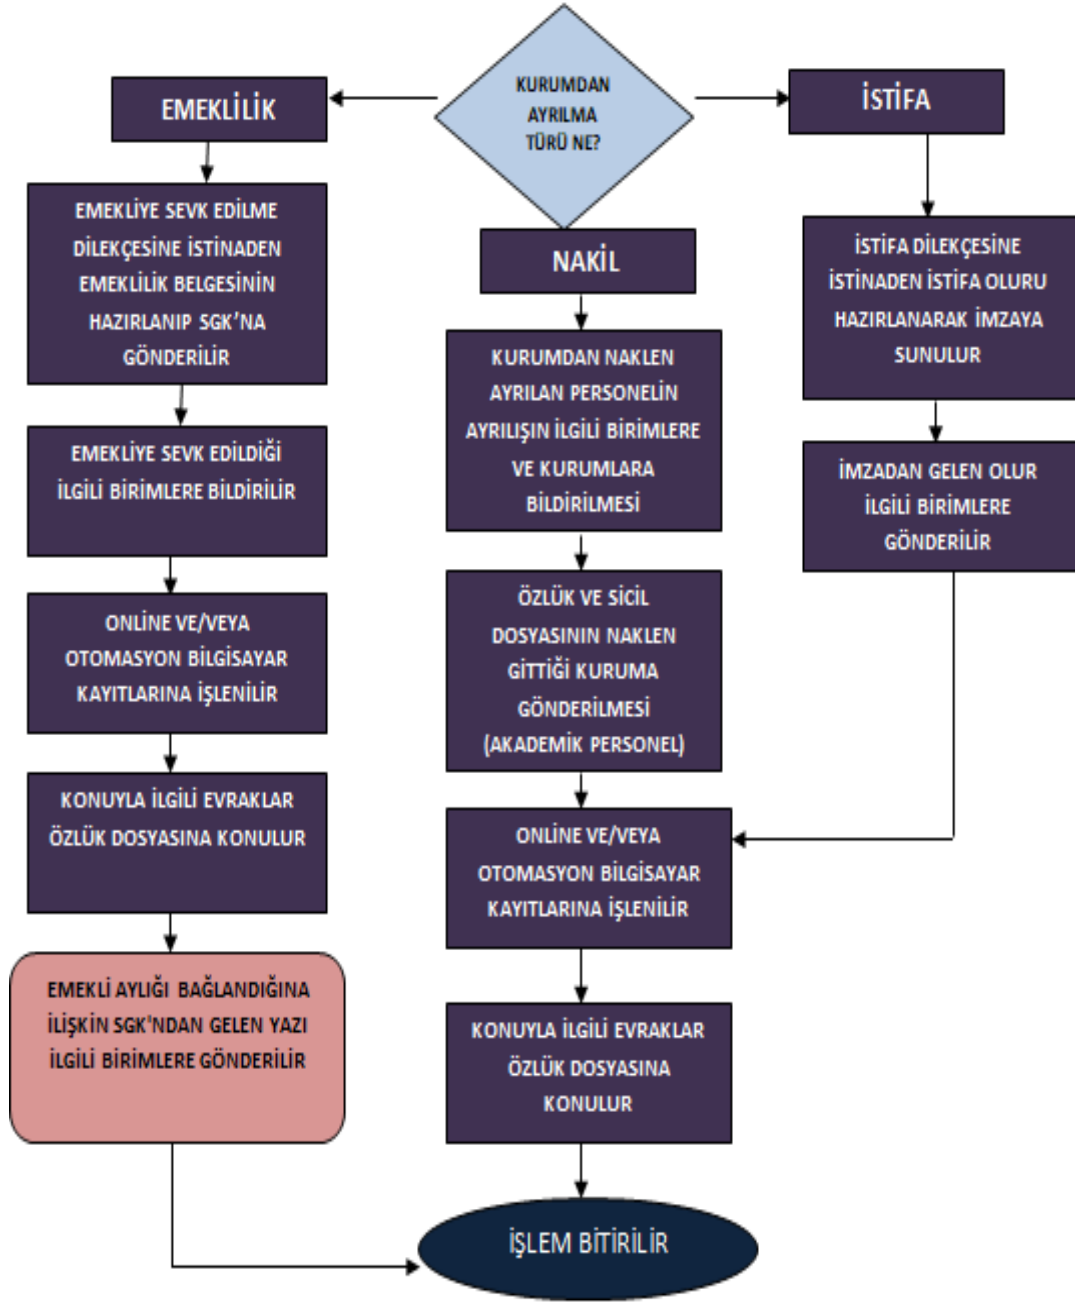 KURUMDAN
AYRILMA
TÜRÜ NE?
EMEKLİLİK
EMEKLİYE SEVK EDİLME
DİLEKÇESİNE İSTİNADEN
EMEKLİLİK BELGESİNİN
HAZIRLANIP SGK'NA
GÖNDERİLİR
EMEKLİYE SEVK EDİLDİĞİ
İLGİLİ BİRİMLERE BİLDİRİLİR
ONLİNE VE/VEYA
OTOMASYON BİLGİSAYAR
KAYITLARINA İŞLENİLİR
KONUYLA İLGİLİ EVRAKLAR
ÖZLÜK DOSYASINA KONULUR
EMEKLİ AYLIĞI BAĞLANDIĞINA
İLİŞKİN SGK'NDAN GELEN YAZI
İLGİLİ BİRİMLERE GÖNDERİLİR
NAKİL
KURUMDAN NAKLEN
AYRILAN PERSONELİN
AYRILIŞIN İLGİLİ BİRİMLERE
VE KURUMLARA
BİLDİRİLMESİ
ÖZLÜK VE SİCİL
DOSYASININ NAKLEN
GİTTİĞİ KURUMA
GÖNDERİLMESİ
(AKADEMİK PERSONEL)
ONLİNE VE/VEYA
OTOMASYON BİLGİSAYAR
KAYITLARINA İŞLENİLİR
KONUYLA İLGİLİ EVRAKLAR
ÖZLÜK DOSYASINA
KONULUR
İSTİFA
İSTİFA DİLEKÇESİNE
İSTİNADEN İSTİFA OLURU
HAZIRLANARAK İMZAYA
SUNULUR
İMZADAN GELEN OLUR
İLGİLİ BİRİMLERE
GÖNDERİLİR
İŞLEM BİTİRİLİR